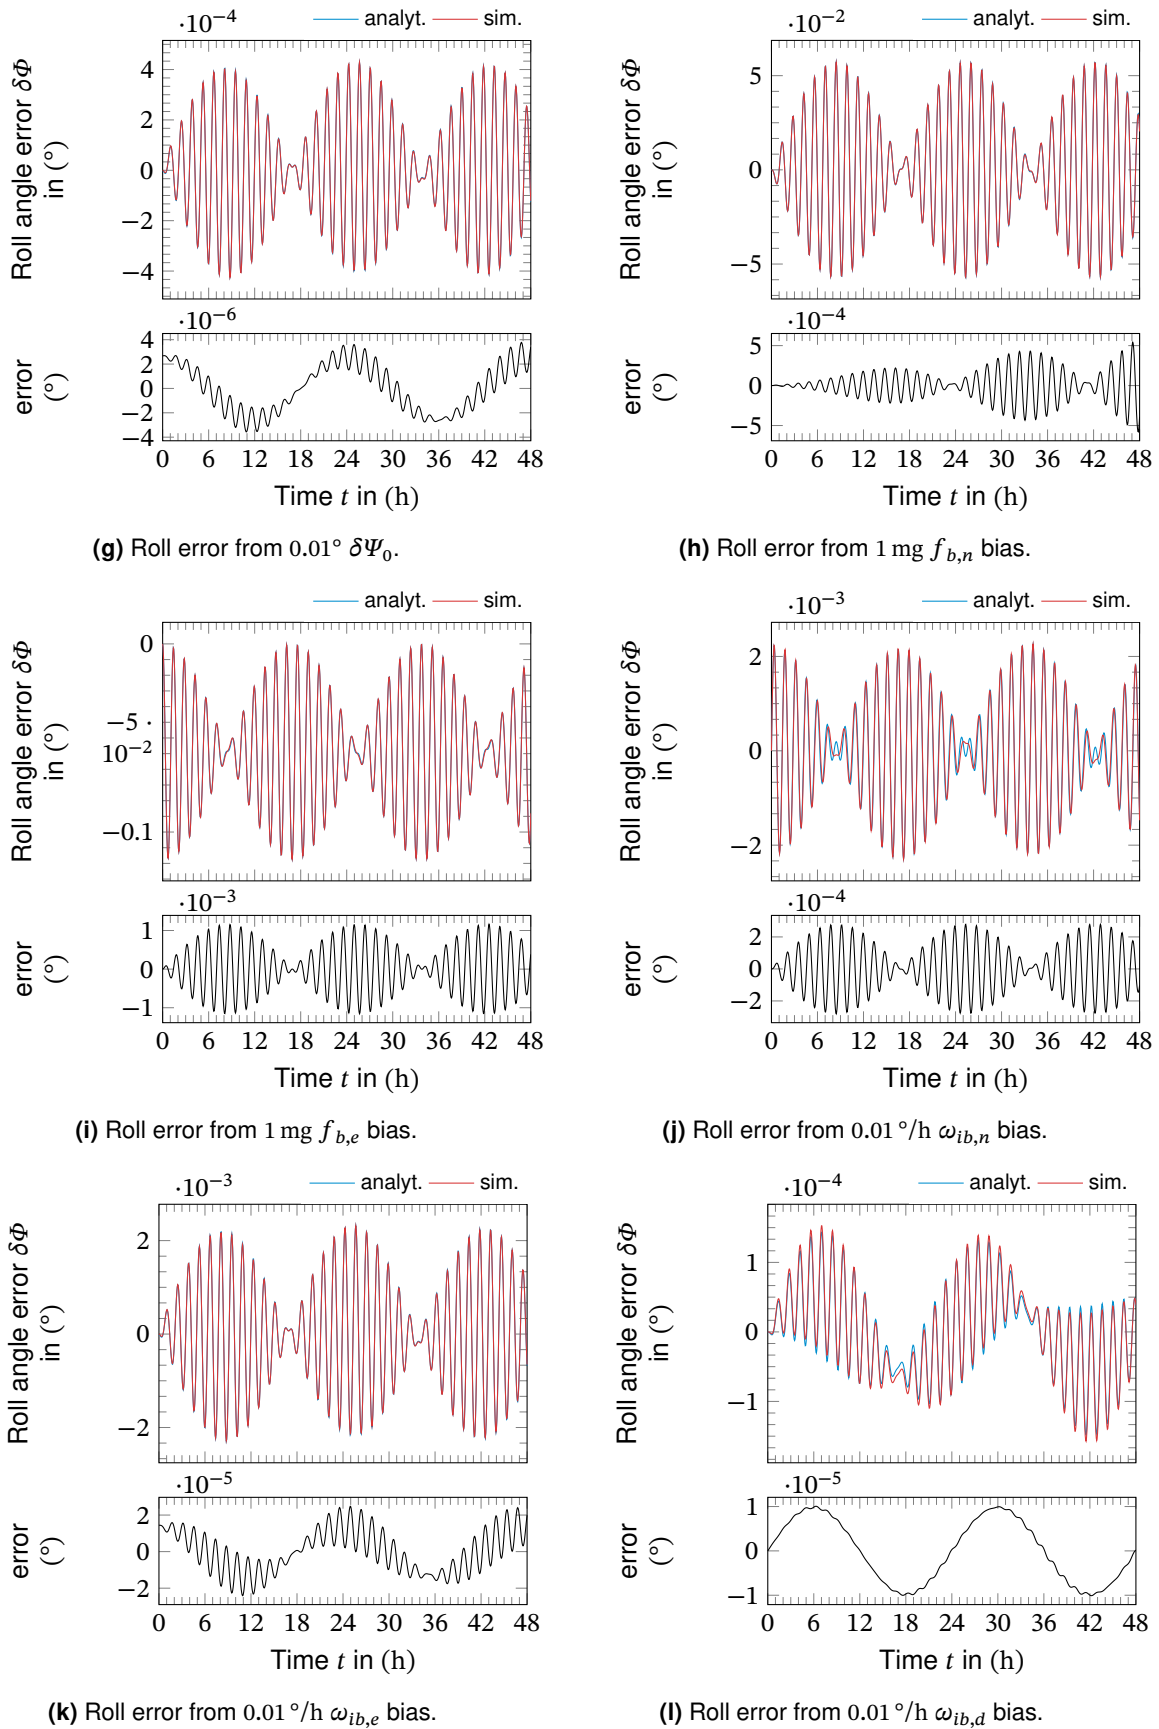 ·10⁻⁴ analyt. sim.
Roll angle error δΦ
in (°)
4
2
0
−2
−4
·10⁻⁶
error
(°)
4
2
0
−2
−4
0 6 12 18 24 30 36 42 48
Time t in (h)
(g) Roll error from 0.01° δΨ₀.
·10⁻² analyt. sim.
Roll angle error δΦ
in (°)
5
0
−5
·10⁻⁴
error
(°)
5
0
−5
0 6 12 18 24 30 36 42 48
Time t in (h)
(h) Roll error from 1 mg f_{b,n} bias.
analyt. sim.
Roll angle error δΦ
in (°)
0
−5 ·
10⁻²
−0.1
·10⁻³
error
(°)
1
0
−1
0 6 12 18 24 30 36 42 48
Time t in (h)
(i) Roll error from 1 mg f_{b,e} bias.
·10⁻³ analyt. sim.
Roll angle error δΦ
in (°)
2
0
−2
·10⁻⁴
error
(°)
2
0
−2
0 6 12 18 24 30 36 42 48
Time t in (h)
(j) Roll error from 0.01 °/h ω_{ib,n} bias.
·10⁻³ analyt. sim.
Roll angle error δΦ
in (°)
2
0
−2
·10⁻⁵
error
(°)
2
0
−2
0 6 12 18 24 30 36 42 48
Time t in (h)
(k) Roll error from 0.01 °/h ω_{ib,e} bias.
·10⁻⁴ analyt. sim.
Roll angle error δΦ
in (°)
1
0
−1
·10⁻⁵
error
(°)
1
0
−1
0 6 12 18 24 30 36 42 48
Time t in (h)
(l) Roll error from 0.01 °/h ω_{ib,d} bias.